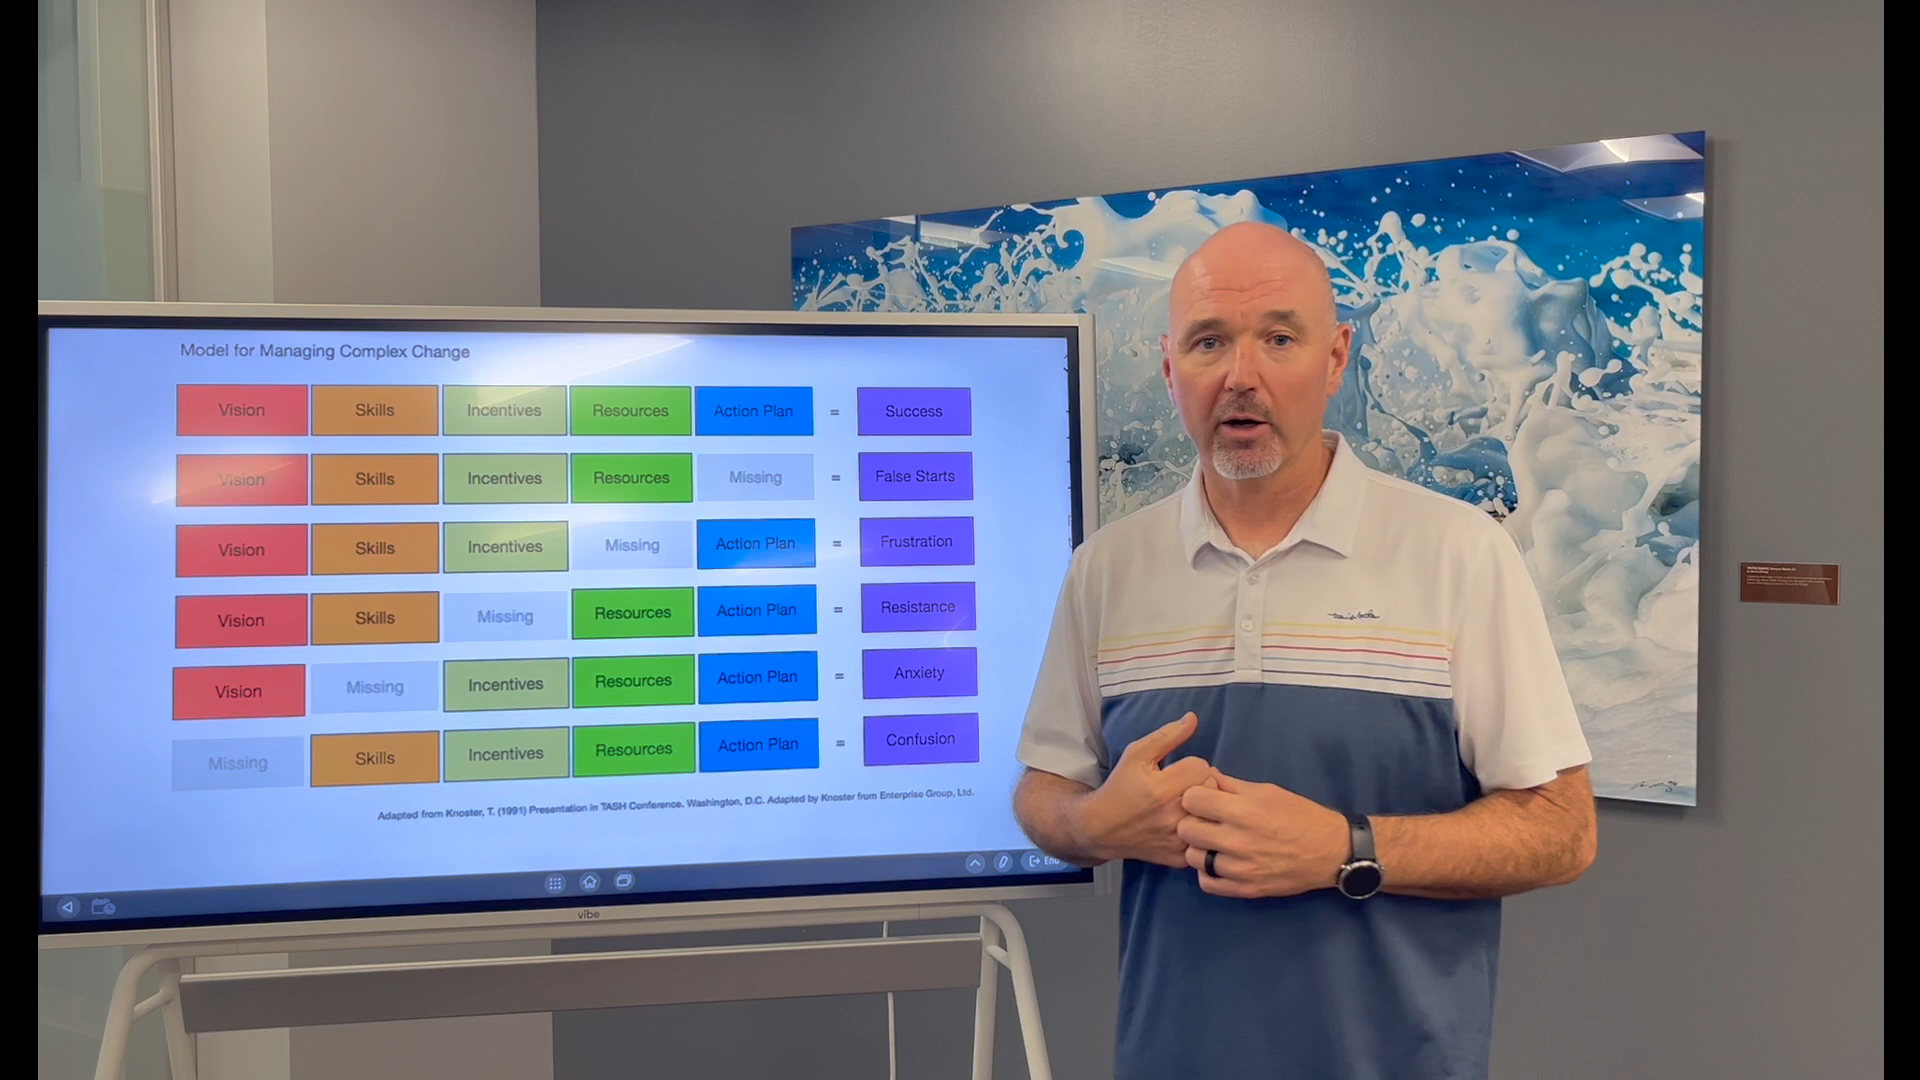 Model for Managing Complex Change
Vision Skills Incentives Resources Action Plan = Success
Vision Skills Incentives Resources Missing = False Starts
Vision Skills Incentives Missing Action Plan = Frustration
Vision Skills Missing Resources Action Plan = Resistance
Vision Missing Incentives Resources Action Plan = Anxiety
Missing Skills Incentives Resources Action Plan = Confusion
Adapted from Knoster, T. (1991) Presentation in TASH Conference. Washington, D.C. Adapted by Knoster from Enterprise Group, Ltd.
End
vibe